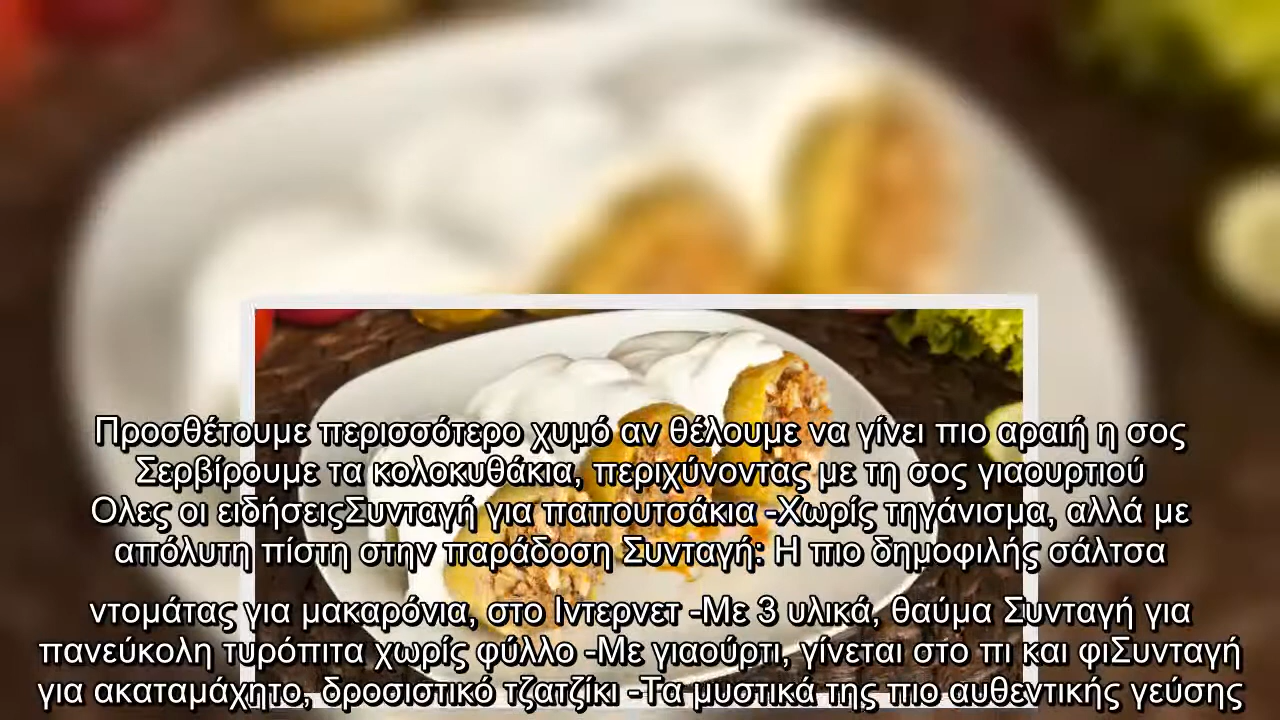 Προσθέτουμε περισσότερο χυμό αν θέλουμε να γίνει πιο αραιή η σος
Σερβίρουμε τα κολοκυθάκια, περιχύνοντας με τη σος γιαουρτιού
Ολες οι ειδήσειςΣυνταγή για παπουτσάκια -Χωρίς τηγάνισμα, αλλά με
απόλυτη πίστη στην παράδοση Συνταγή: Η πιο δημοφιλής σάλτσα
ντομάτας για μακαρόνια, στο Ιντερνετ -Με 3 υλικά, θαύμα Συνταγή για
πανεύκολη τυρόπιτα χωρίς φύλλο -Με γιαούρτι, γίνεται στο πι και φιΣυνταγή
για ακαταμάχητο, δροσιστικό τζατζίκι -Τα μυστικά της πιο αυθεντικής γεύσης